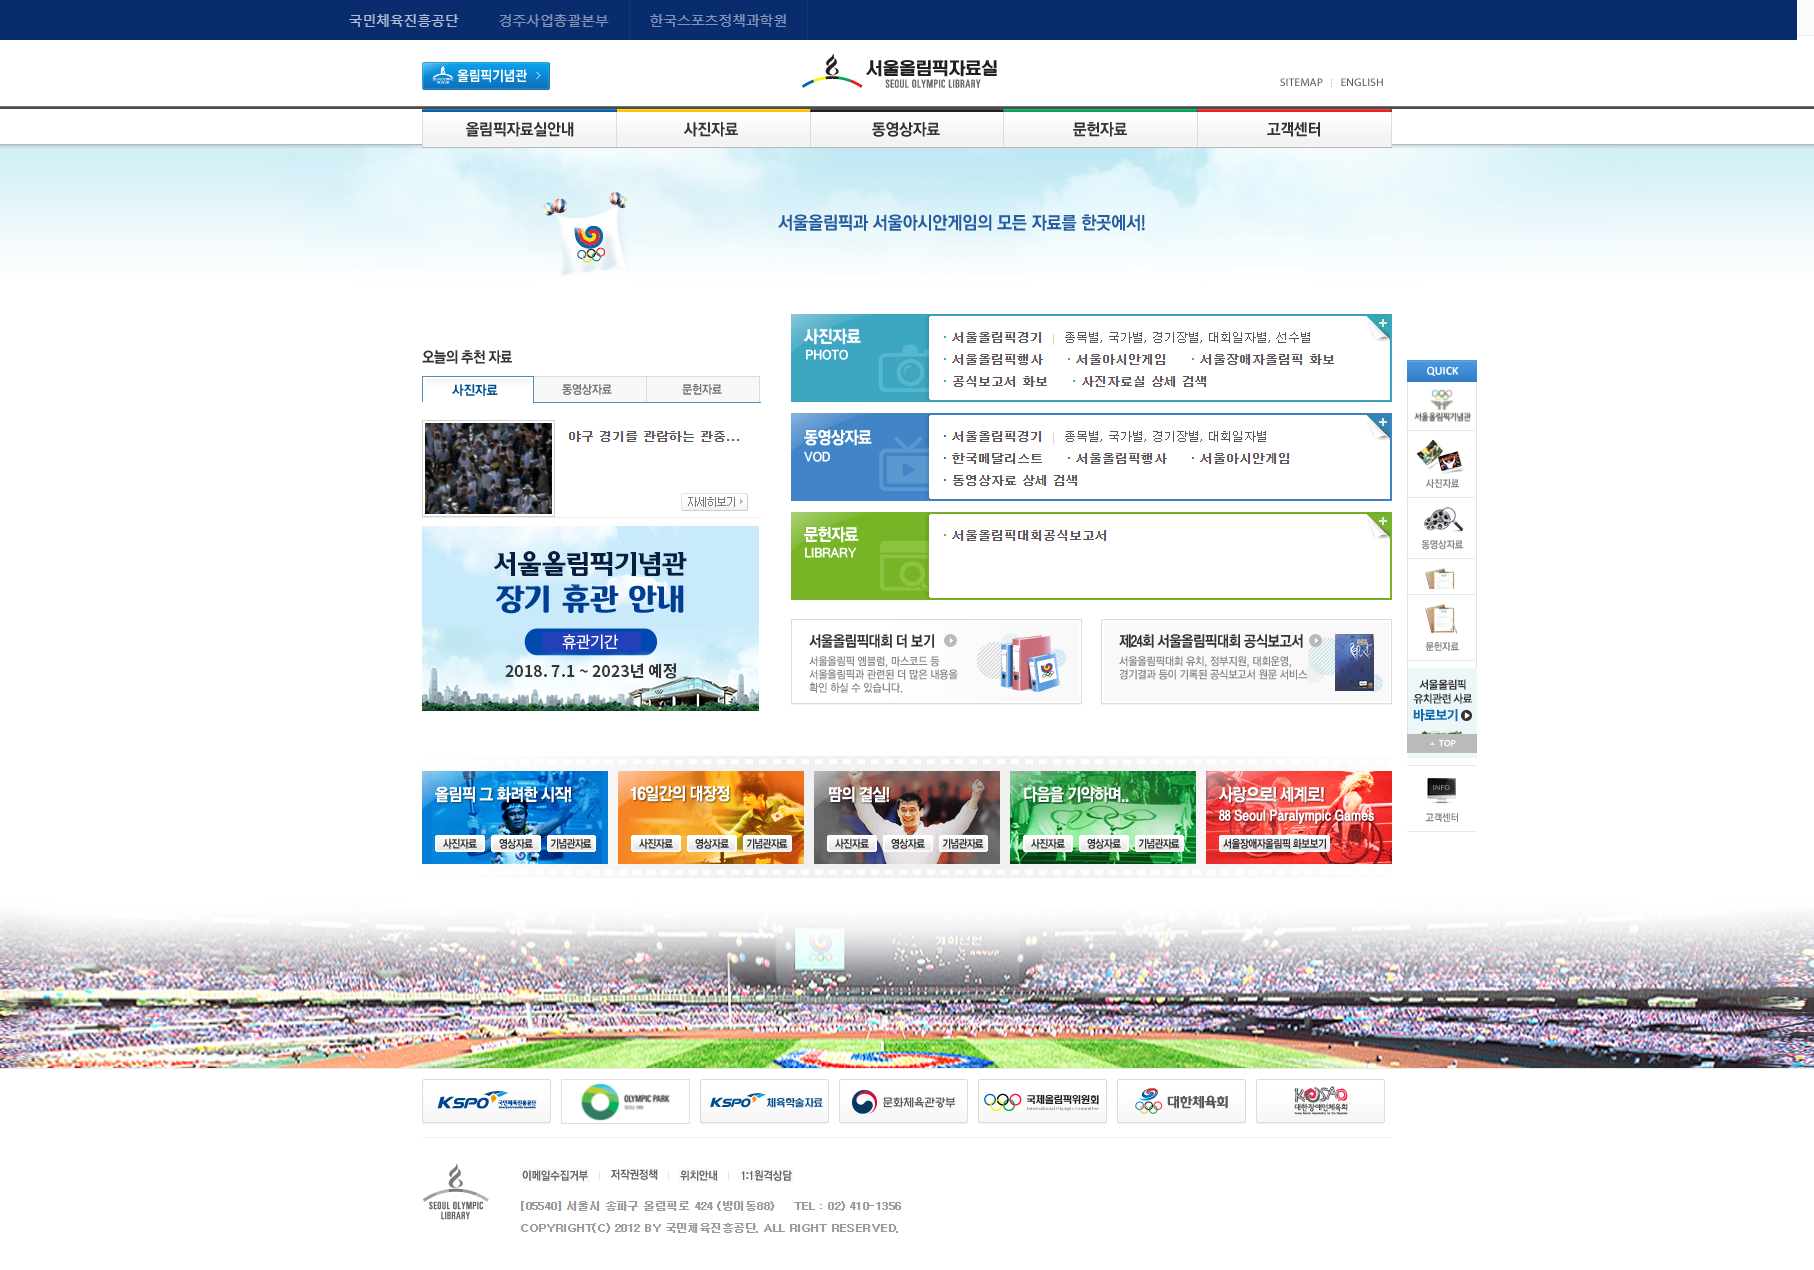 국민체육진흥공단 경주사업총괄본부 한국스포츠정책과학원
올림픽기념관
서울올림픽자료실
SEOUL OLYMPIC LIBRARY
SITEMAP ENGLISH
올림픽자료실안내 사진자료 동영상자료 문헌자료 고객센터
서울올림픽과 서울아시안게임의 모든 자료를 한곳에서!
오늘의 추천 자료
사진자료 동영상자료 문헌자료
야구 경기를 관람하는 관중...
자세히보기
서울올림픽기념관
장기 휴관 안내
휴관기간
2018. 7.1 ~ 2023년 예정
사진자료
PHOTO
· 서울올림픽경기 종목별, 국가별, 경기장별, 대회일자별, 선수별
· 서울올림픽행사 · 서울아시안게임 · 서울장애자올림픽 화보
· 공식보고서 화보 · 사진자료실 상세 검색
동영상자료
VOD
· 서울올림픽경기 종목별, 국가별, 경기장별, 대회일자별
· 한국메달리스트 · 서울올림픽행사 · 서울아시안게임
· 동영상자료 상세 검색
문헌자료
LIBRARY
· 서울올림픽대회공식보고서
서울올림픽대회 더 보기
서울올림픽 엠블럼, 마스코드 등
서울올림픽과 관련된 더 많은 내용을
확인 하실 수 있습니다.
제24회 서울올림픽대회 공식보고서
서울올림픽대회 유치, 정부지원, 대회운영,
경기결과 등이 기록된 공식보고서 원문 서비스
QUICK
서울올림픽기념관
사진자료
동영상자료
문헌자료
서울올림픽
유치관련 사료
바로보기
TOP
INFO
고객센터
올림픽 그 화려한 시작!
사진자료 영상자료 기념관자료
16일간의 대장정
사진자료 영상자료 기념관자료
땀의 결실!
사진자료 영상자료 기념관자료
다음을 기약하며..
사진자료 영상자료 기념관자료
사랑으로! 세계로!
88 Seoul Paralympic Games
서울장애자올림픽 화보보기
KSPO 국민체육진흥공단
OLYMPIC PARK
KSPO 체육학술자료
문화체육관광부
국제올림픽위원회
International Olympic Committee
대한체육회
KOSAD
대한장애인체육회
SEOUL OLYMPIC
LIBRARY
이메일수집거부 저작권정책 위치안내 1:1원격상담
[05540] 서울시 송파구 올림픽로 424 (방이동88) TEL : 02) 410-1356
COPYRIGHT(C) 2012 BY 국민체육진흥공단. ALL RIGHT RESERVED.